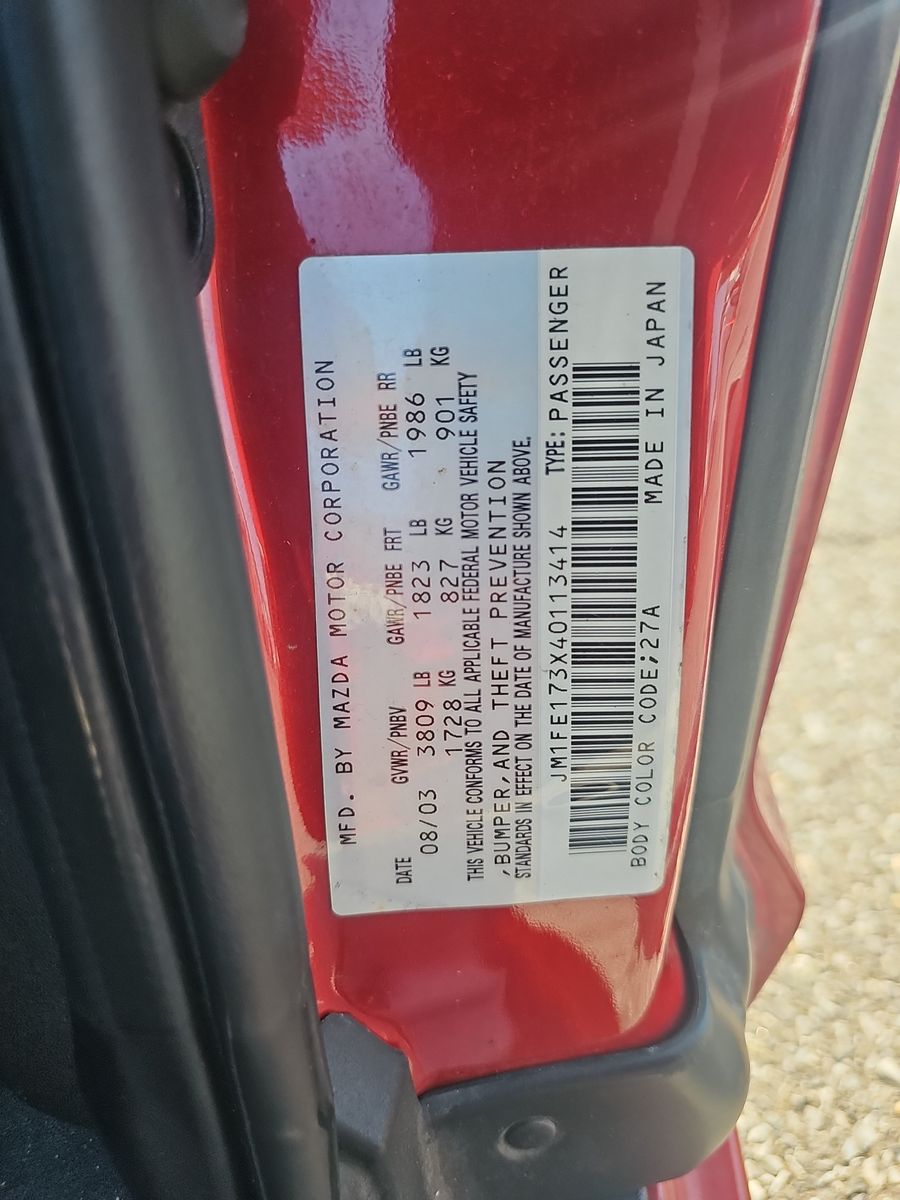 MFD. BY MAZDA MOTOR CORPORATION
DATE GVWR/PNBV GAWR/PNBE FRT GAWR/PNBE RR
08/03 3809 LB 1823 LB 1986 LB
1728 KG 827 KG 901 KG
THIS VEHICLE CONFORMS TO ALL APPLICABLE FEDERAL MOTOR VEHICLE SAFETY
,BUMPER,AND THEFT PREVENTION
STANDARDS IN EFFECT ON THE DATE OF MANUFACTURE SHOWN ABOVE.
JM1FE173X40113414 TYPE: PASSENGER
BODY COLOR CODE;27A MADE IN JAPAN